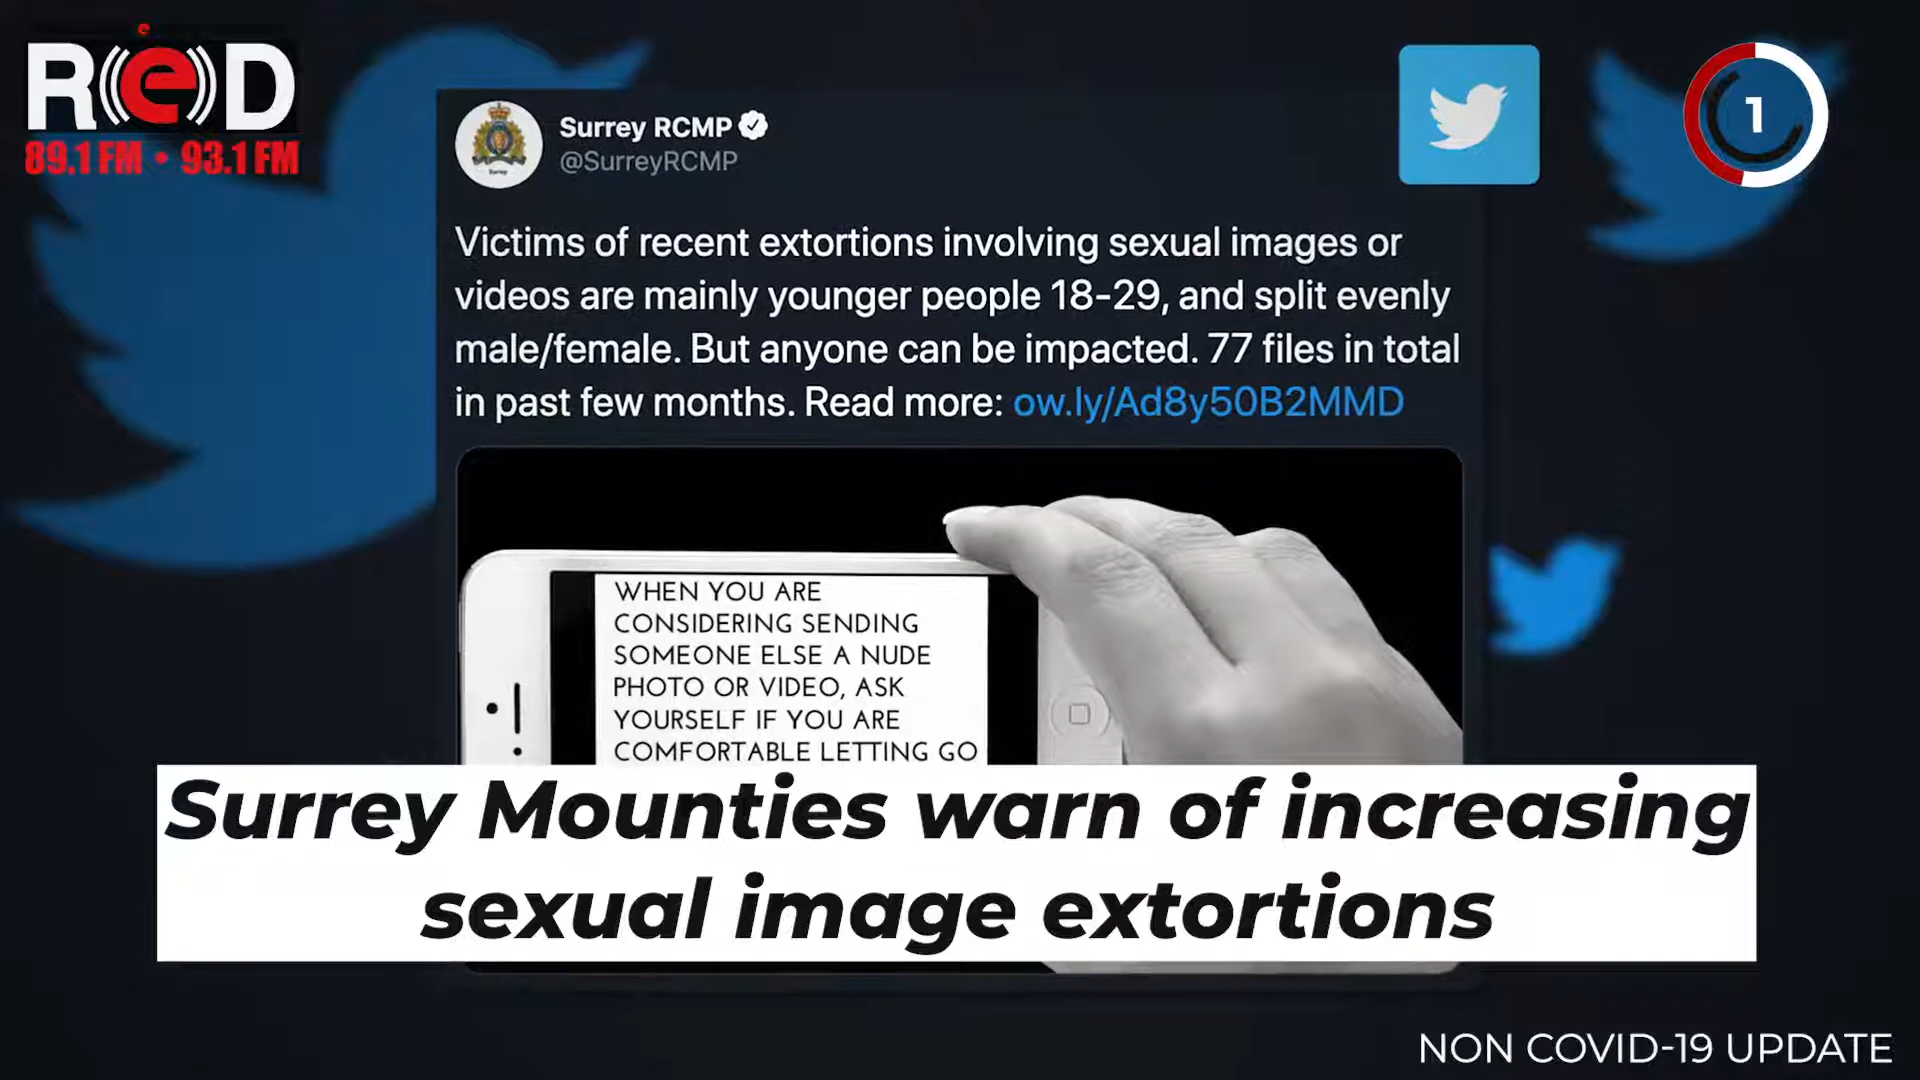 ReD
89.1 FM • 93.1 FM
1
Surrey RCMP
@SurreyRCMP
Victims of recent extortions involving sexual images or
videos are mainly younger people 18-29, and split evenly
male/female. But anyone can be impacted. 77 files in total
in past few months. Read more: ow.ly/Ad8y50B2MMD
WHEN YOU ARE
CONSIDERING SENDING
SOMEONE ELSE A NUDE
PHOTO OR VIDEO, ASK
YOURSELF IF YOU ARE
COMFORTABLE LETTING GO
Surrey Mounties warn of increasing
sexual image extortions
NON COVID-19 UPDATE